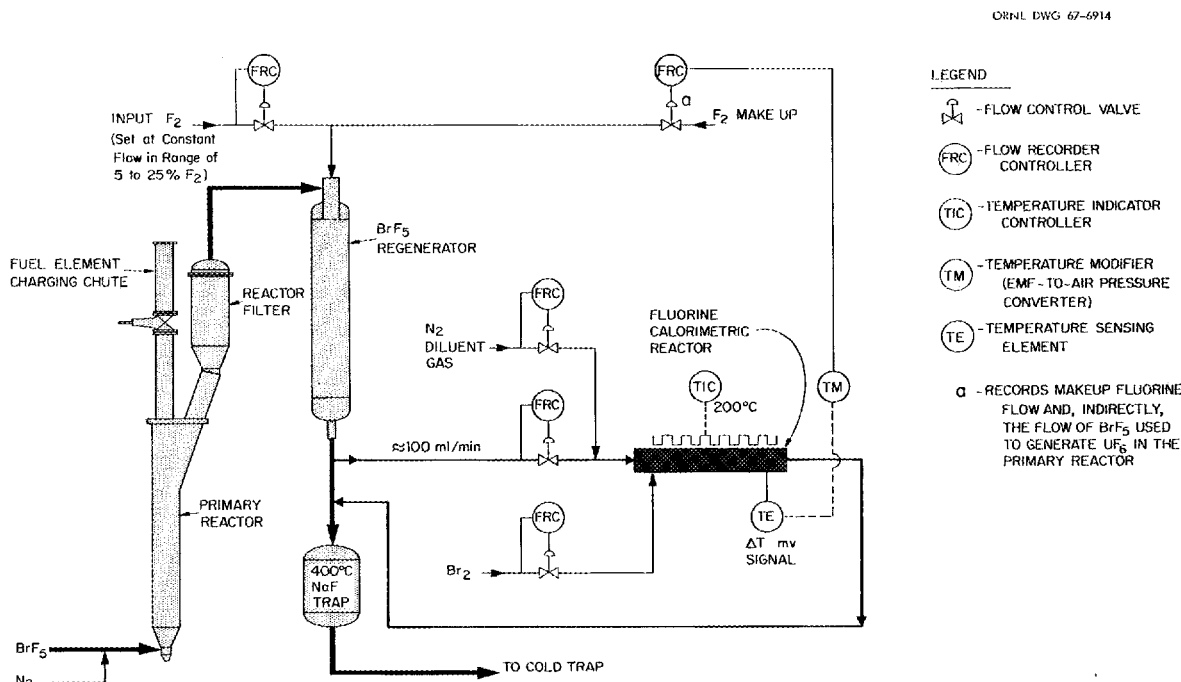 ORNL DWG 67-6914
FRC
FRC
a
INPUT F2
(Set at Constant
Flow in Range of
5 to 25% F2)
F2 MAKE UP
BrF5
REGENERATOR
FUEL ELEMENT
CHARGING CHUTE
REACTOR
FILTER
FRC
N2
DILUENT
GAS
FLUORINE
CALORIMETRIC
REACTOR
TIC
200°C
TM
FRC
≈100 ml/min
PRIMARY
REACTOR
FRC
TE
ΔT mv
SIGNAL
Br2
400°C
NaF
TRAP
BrF5
N2
TO COLD TRAP
LEGEND
-FLOW CONTROL VALVE
FRC -FLOW RECORDER
CONTROLLER
TIC -TEMPERATURE INDICATOR
CONTROLLER
TM -TEMPERATURE MODIFIER
(EMF-TO-AIR PRESSURE
CONVERTER)
TE -TEMPERATURE SENSING
ELEMENT
a -RECORDS MAKEUP FLUORINE
FLOW AND, INDIRECTLY,
THE FLOW OF BrF5 USED
TO GENERATE UF6 IN THE
PRIMARY REACTOR